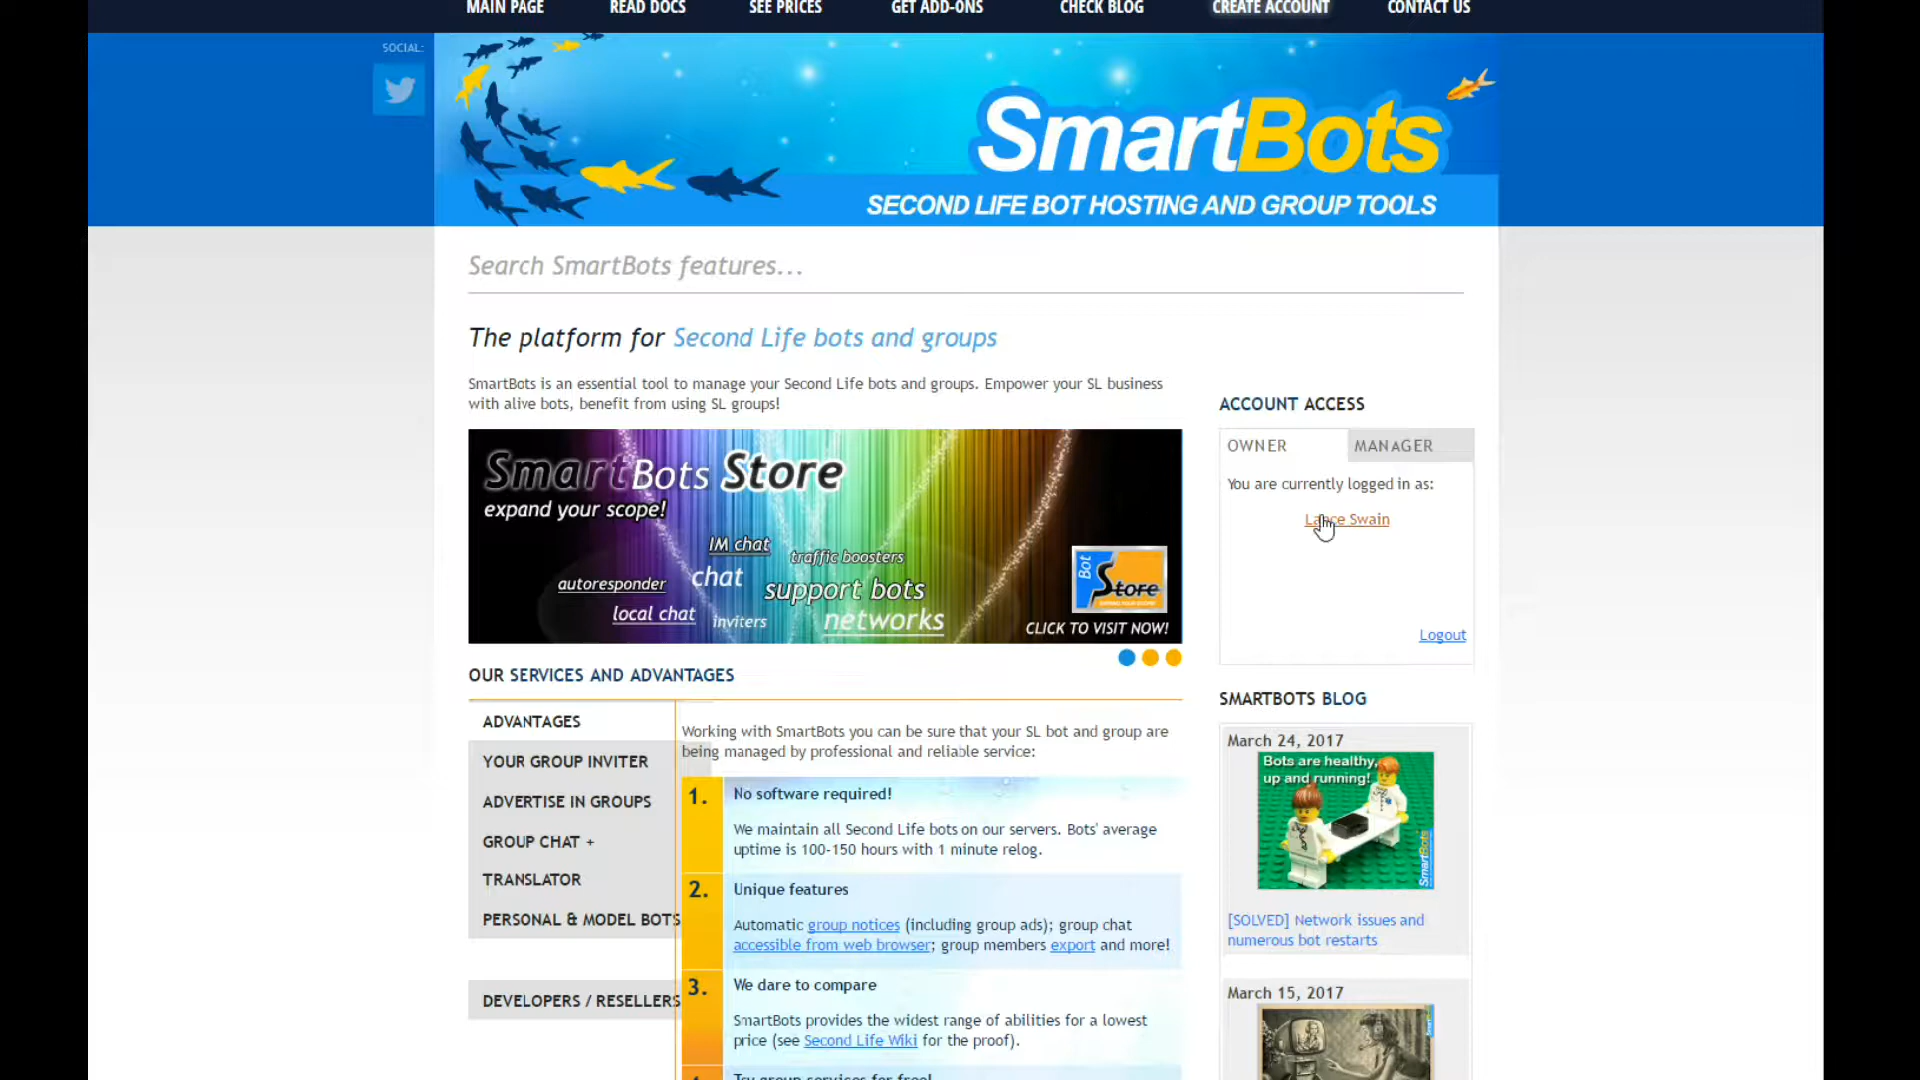 MAIN PAGE READ DOCS SEE PRICES GET ADD-ONS CHECK BLOG CREATE ACCOUNT CONTACT US
SOCIAL:
SmartBots
SECOND LIFE BOT HOSTING AND GROUP TOOLS
Search SmartBots features...
The platform for Second Life bots and groups
SmartBots is an essential tool to manage your Second Life bots and groups. Empower your SL business
with alive bots, benefit from using SL groups!
SmartBots Store
expand your scope!
IM chat
traffic boosters
autoresponder
chat
support bots
local chat
inviters
networks
Bot Store
CLICK TO VISIT NOW!
ACCOUNT ACCESS
OWNER MANAGER
You are currently logged in as:
Lance Swain
Logout
OUR SERVICES AND ADVANTAGES
ADVANTAGES
YOUR GROUP INVITER
ADVERTISE IN GROUPS
GROUP CHAT +
TRANSLATOR
PERSONAL & MODEL BOTS
DEVELOPERS / RESELLERS
Working with SmartBots you can be sure that your SL bot and group are
being managed by professional and reliable service:
1. No software required!
We maintain all Second Life bots on our servers. Bots' average
uptime is 100-150 hours with 1 minute relog.
2. Unique features
Automatic group notices (including group ads); group chat
accessible from web browser; group members export and more!
3. We dare to compare
SmartBots provides the widest range of abilities for a lowest
price (see Second Life Wiki for the proof).
Try group services for free!
SMARTBOTS BLOG
March 24, 2017
Bots are healthy,
up and running!
SmartBots
[SOLVED] Network issues and
numerous bot restarts
March 15, 2017